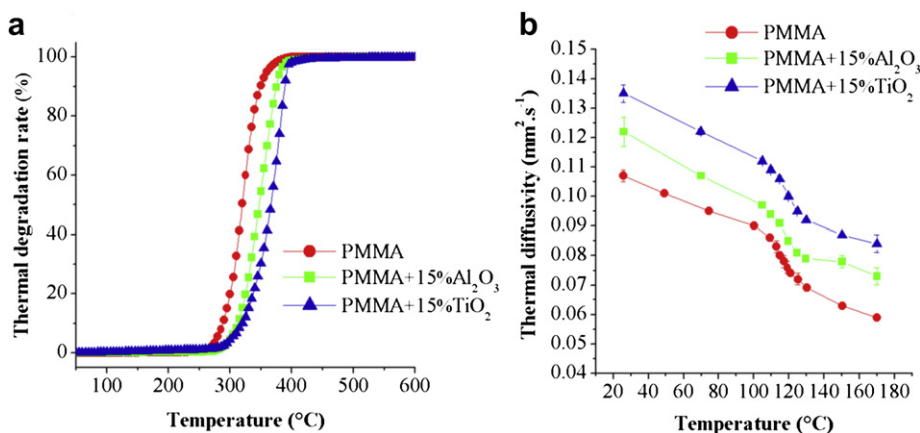 a
Thermal degradation rate (%)
100
80
60
40
20
0
PMMA
PMMA+15%Al₂O₃
PMMA+15%TiO₂
100 200 300 400 500 600
Temperature (°C)
b
Thermal diffusivity (mm².s⁻¹)
PMMA
PMMA+15%Al₂O₃
PMMA+15%TiO₂
0.15
0.14
0.13
0.12
0.11
0.10
0.09
0.08
0.07
0.06
0.05
0.04
20 40 60 80 100 120 140 160 180
Temperature (°C)